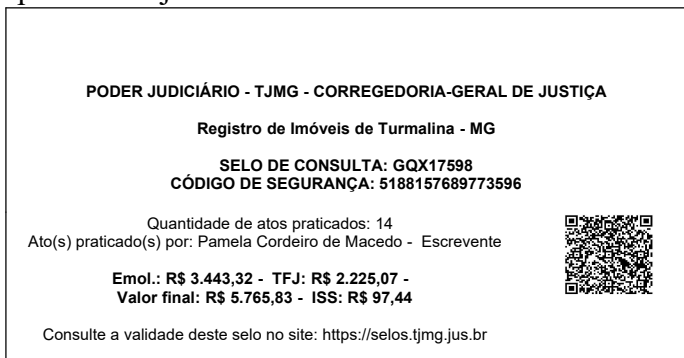 PODER JUDICIÁRIO - TJMG - CORREGEDORIA-GERAL DE JUSTIÇA
Registro de Imóveis de Turmalina - MG
SELO DE CONSULTA: GQX17598
CÓDIGO DE SEGURANÇA: 5188157689773596
Quantidade de atos praticados: 14
Ato(s) praticado(s) por: Pamela Cordeiro de Macedo - Escrevente
Emol.: R$ 3.443,32 - TFJ: R$ 2.225,07 -
Valor final: R$ 5.765,83 - ISS: R$ 97,44
Consulte a validade deste selo no site: https://selos.tjmg.jus.br